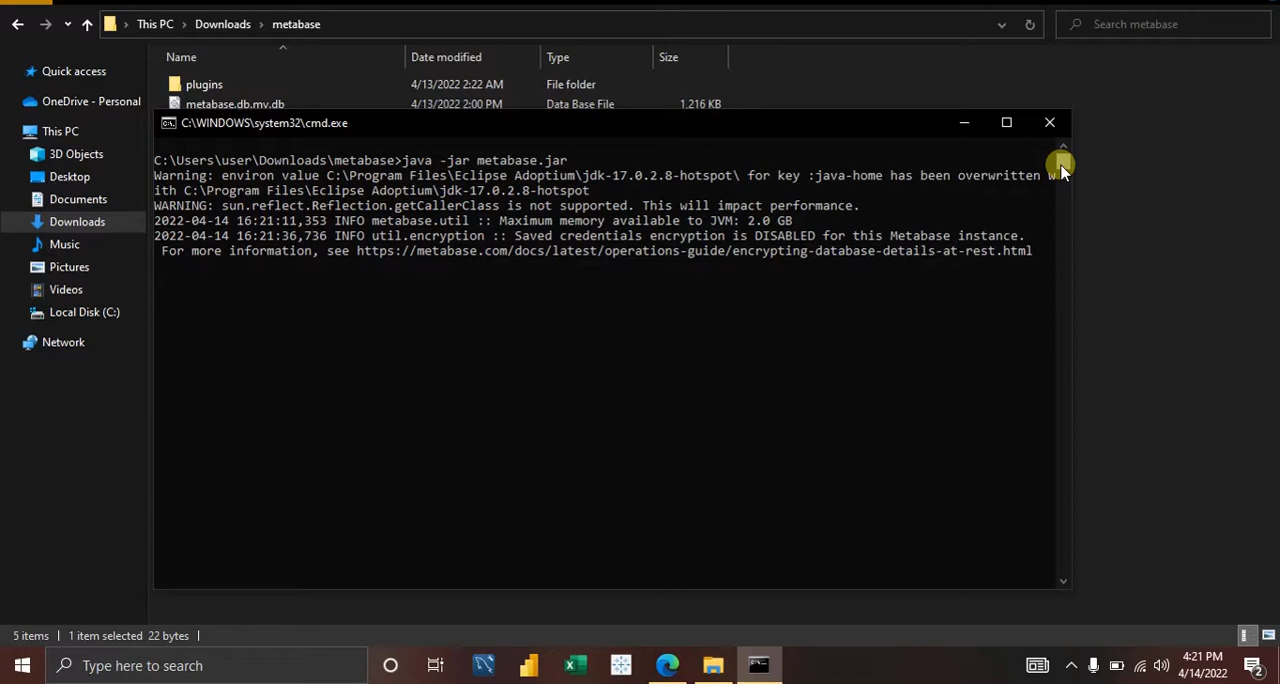 This PC > Downloads > metabase
Search metabase
Name Date modified Type Size
Quick access
OneDrive - Personal
This PC
3D Objects
Desktop
Documents
Downloads
Music
Pictures
Videos
Local Disk (C:)
Network
plugins 4/13/2022 2:22 AM File folder
metabase.db.mv.db 4/13/2022 2:00 PM Data Base File 1,216 KB
C:\WINDOWS\system32\cmd.exe
C:\Users\user\Downloads\metabase>java -jar metabase.jar
Warning: environ value C:\Program Files\Eclipse Adoptium\jdk-17.0.2.8-hotspot\ for key :java-home has been overwritten w
ith C:\Program Files\Eclipse Adoptium\jdk-17.0.2.8-hotspot
WARNING: sun.reflect.Reflection.getCallerClass is not supported. This will impact performance.
2022-04-14 16:21:11,353 INFO metabase.util :: Maximum memory available to JVM: 2.0 GB
2022-04-14 16:21:36,736 INFO util.encryption :: Saved credentials encryption is DISABLED for this Metabase instance.
For more information, see https://metabase.com/docs/latest/operations-guide/encrypting-database-details-at-rest.html
5 items 1 item selected 22 bytes
Type here to search
4:21 PM
4/14/2022
2